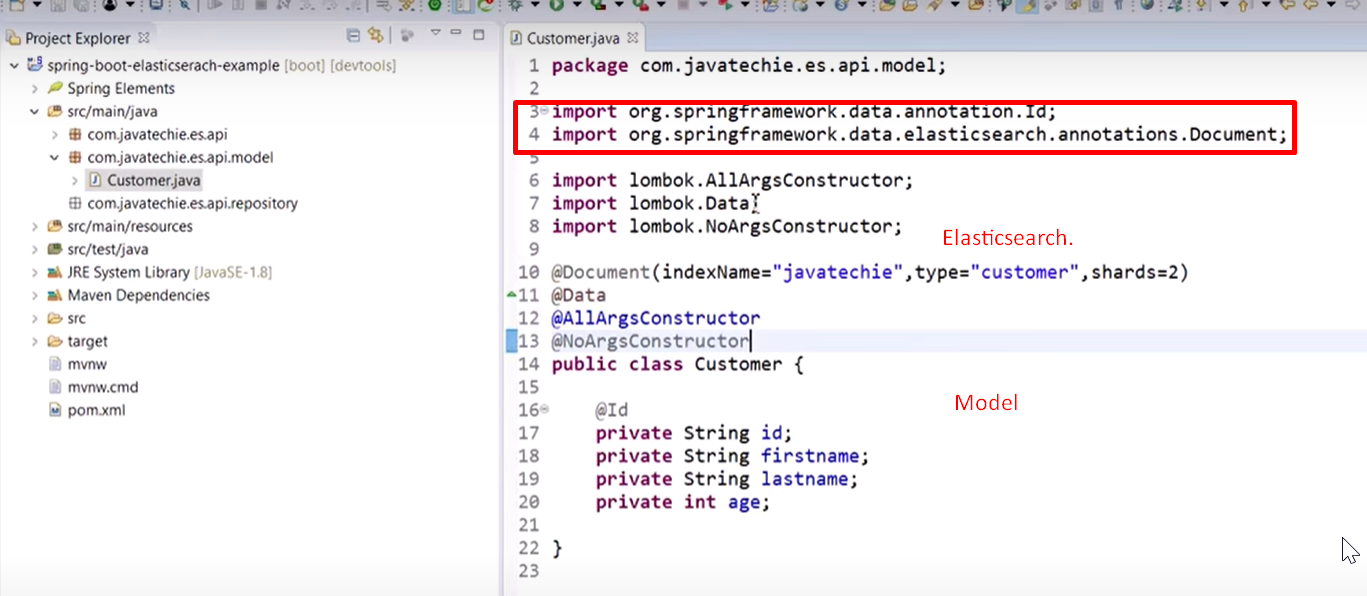 Project Explorer
spring-boot-elasticserach-example [boot] [devtools]
Spring Elements
src/main/java
com.javatechie.es.api
com.javatechie.es.api.model
Customer.java
com.javatechie.es.api.repository
src/main/resources
src/test/java
JRE System Library [JavaSE-1.8]
Maven Dependencies
src
target
mvnw
mvnw.cmd
pom.xml
Customer.java
1 package com.javatechie.es.api.model;
2
3 import org.springframework.data.annotation.Id;
4 import org.springframework.data.elasticsearch.annotations.Document;
5
6 import lombok.AllArgsConstructor;
7 import lombok.Data;
8 import lombok.NoArgsConstructor;
9
Elasticsearch.
10 @Document(indexName="javatechie",type="customer",shards=2)
11 @Data
12 @AllArgsConstructor
13 @NoArgsConstructor
14 public class Customer {
15
Model
16 @Id
17 private String id;
18 private String firstname;
19 private String lastname;
20 private int age;
21
22 }
23